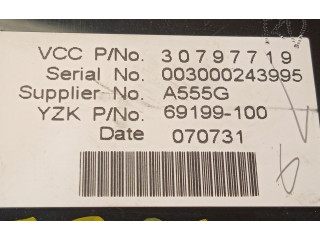 VCC P/No. 30797719
Serial No. 003000243995
Supplier No. A555G
YZK P/No. 69199-100
Date 070731